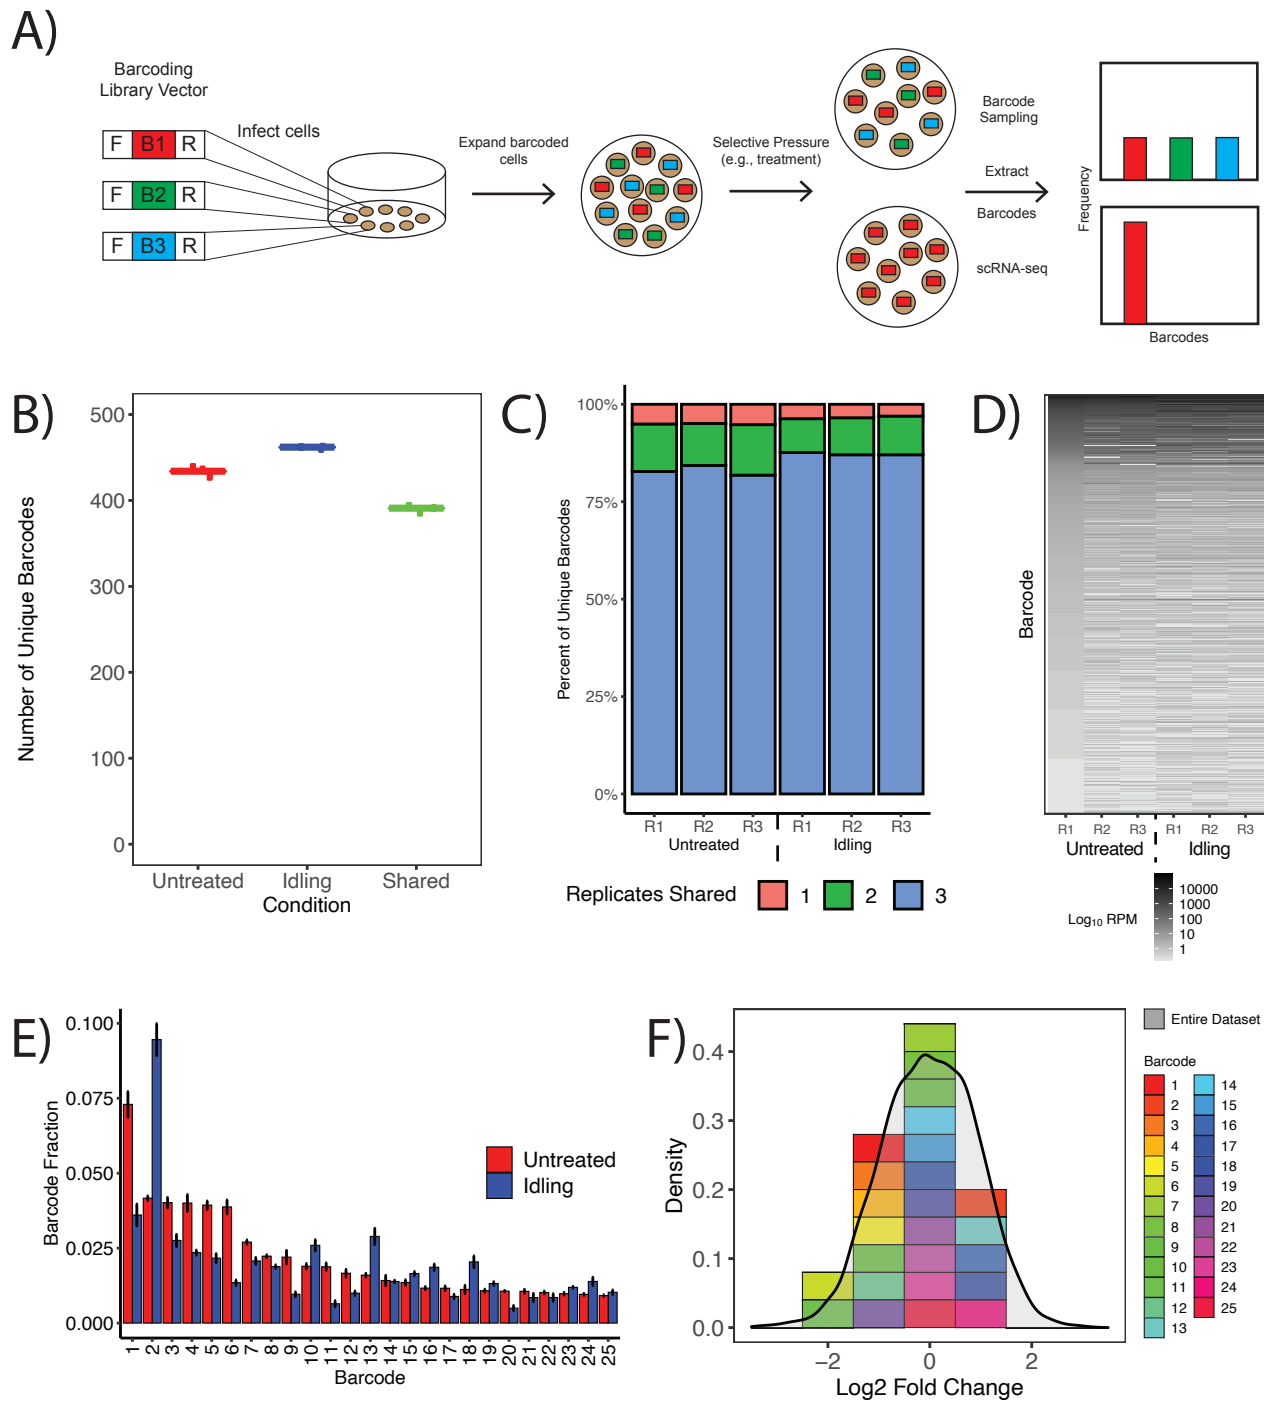 A)
Barcoding
Library Vector
F B1 R
F B2 R
F B3 R
Infect cells
Expand barcoded
cells
Selective Pressure
(e.g., treatment)
Barcode
Sampling
Extract
Barcodes
scRNA-seq
Frequency
Barcodes
B)
Number of Unique Barcodes
500
400
300
200
100
0
Untreated Idling Shared
Condition
C)
Percent of Unique Barcodes
100%
75%
50%
25%
0%
R1 R2 R3 R1 R2 R3
Untreated Idling
Replicates Shared 1 2 3
D)
Barcode
R1 R2 R3 R1 R2 R3
Untreated Idling
Log₁₀ RPM
10000
1000
100
10
1
E)
Barcode Fraction
0.100
0.075
0.050
0.025
0.000
Untreated
Idling
1 2 3 4 5 6 7 8 9 10 11 12 13 14 15 16 17 18 19 20 21 22 23 24 25
Barcode
F)
Density
0.4
0.3
0.2
0.1
0.0
−2 0 2
Log2 Fold Change
Entire Dataset
Barcode
1 14
2 15
3 16
4 17
5 18
6 19
7 20
8 21
9 22
10 23
11 24
12 25
13